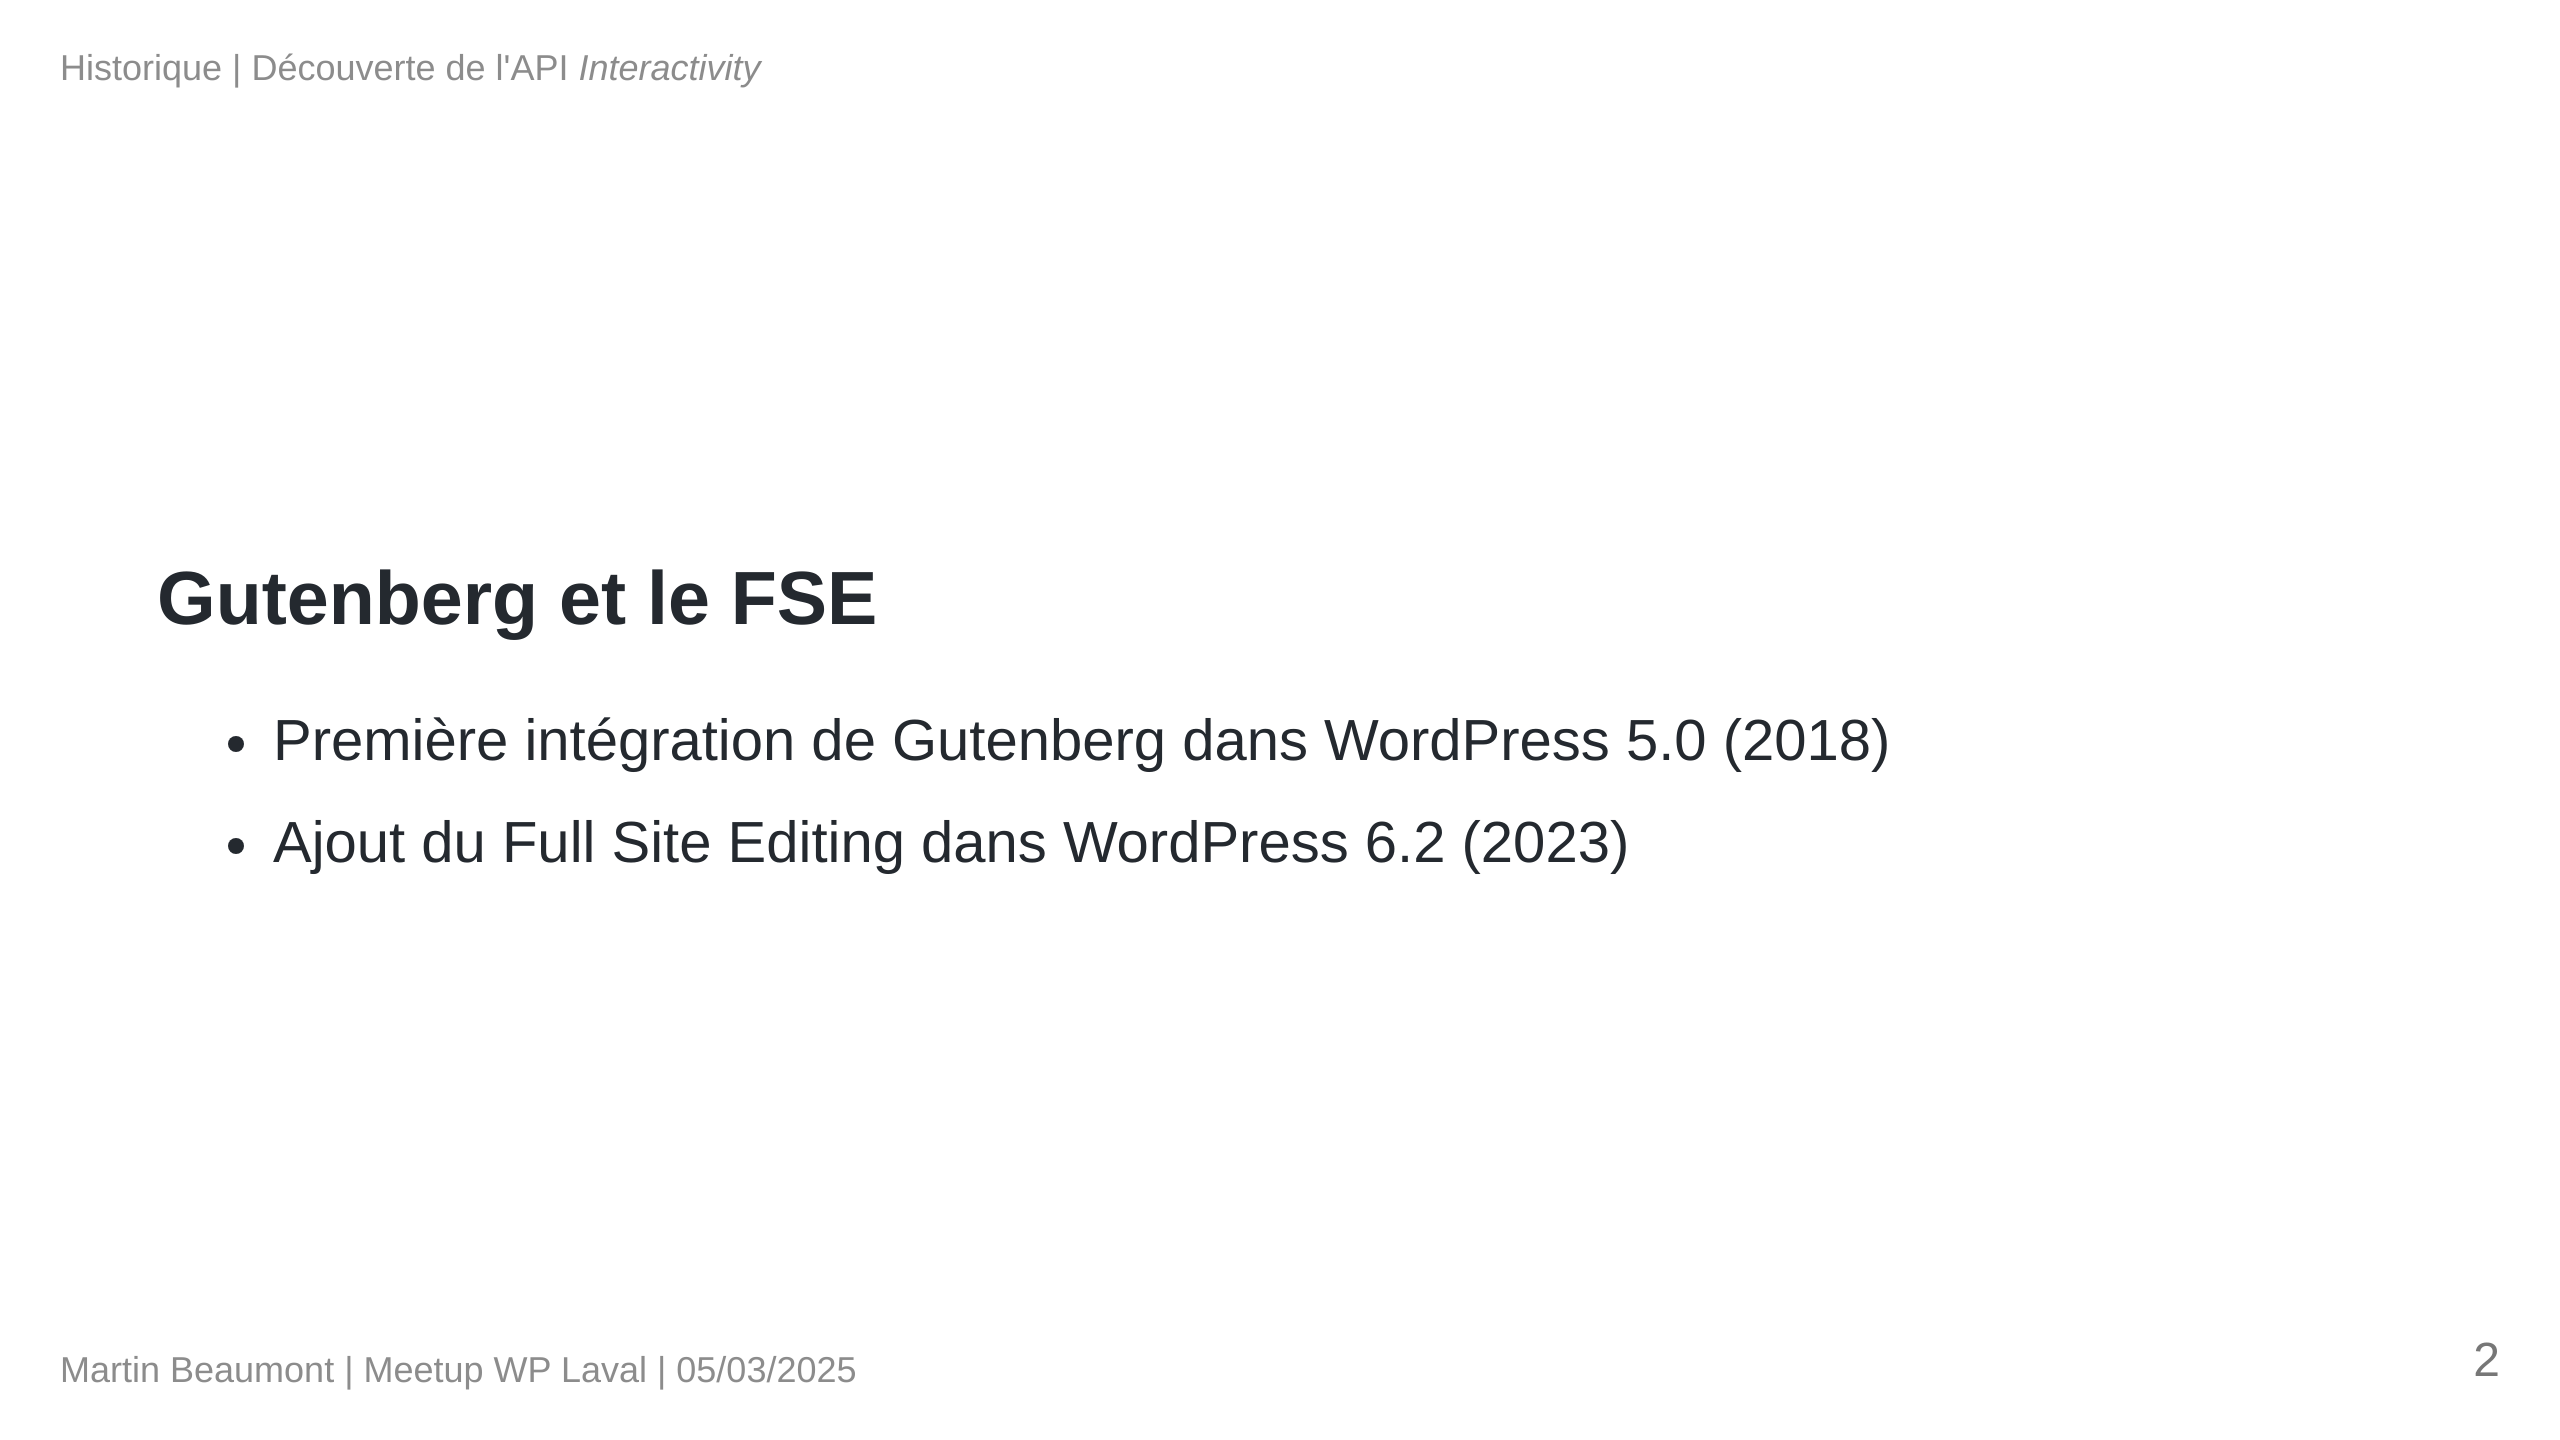 Historique | Découverte de l'API Interactivity
Gutenberg et le FSE
• Première intégration de Gutenberg dans WordPress 5.0 (2018)
• Ajout du Full Site Editing dans WordPress 6.2 (2023)
Martin Beaumont | Meetup WP Laval | 05/03/2025
2